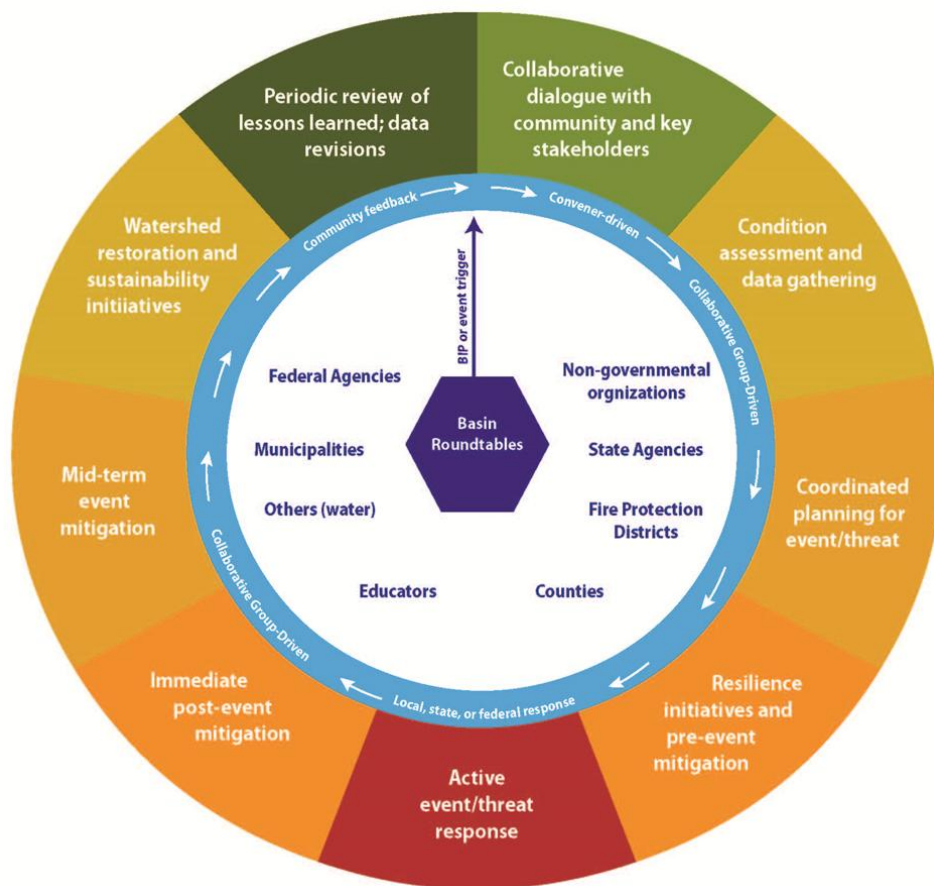 Periodic review of
lessons learned; data
revisions
Collaborative
dialogue with
community and key
stakeholders
Condition
assessment and
data gathering
Coordinated
planning for
event/threat
Resilience
initiatives and
pre-event
mitigation
Active
event/threat
response
Immediate
post-event
mitigation
Mid-term
event
mitigation
Watershed
restoration and
sustainability
initiiatives
Community feedback
Convener-driven
Collaborative Group-Driven
Local, state, or federal response
Collaborative Group-Driven
BIP or event trigger
Basin
Roundtables
Federal Agencies
Municipalities
Others (water)
Educators
Counties
Non-governmental
orgnizations
State Agencies
Fire Protection
Districts